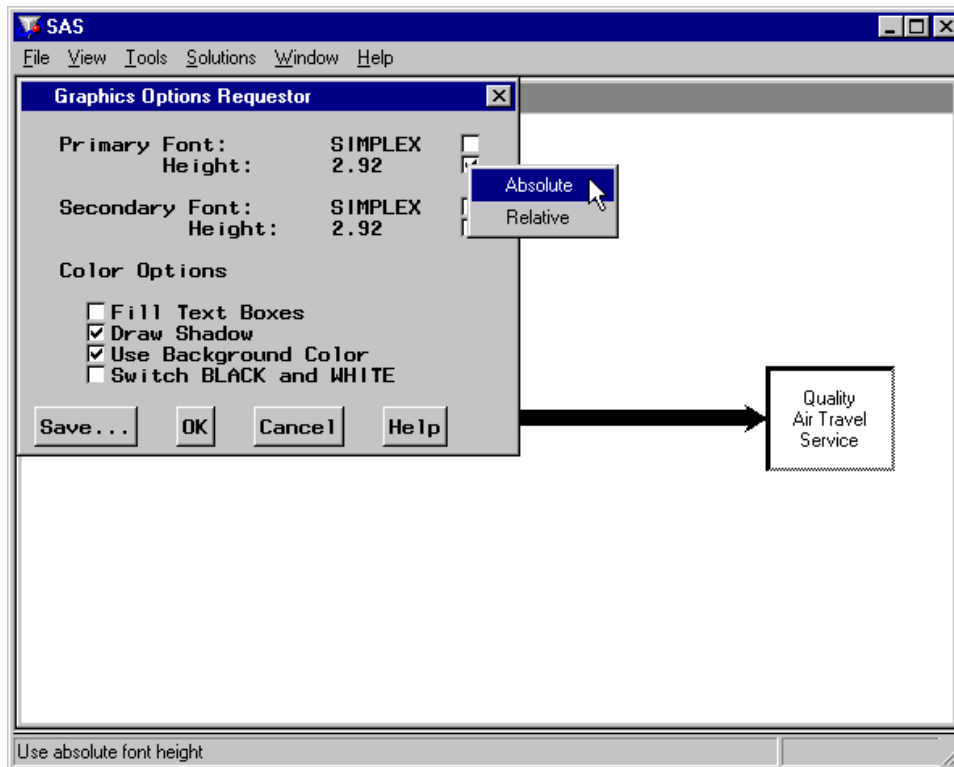 SAS
File View Tools Solutions Window Help
Graphics Options Requestor
Primary Font: SIMPLEX
Height: 2.92
Absolute
Secondary Font: SIMPLEX
Relative
Height: 2.92
Color Options
Fill Text Boxes
Draw Shadow
Use Background Color
Switch BLACK and WHITE
Save... OK Cancel Help
Quality
Air Travel
Service
Use absolute font height